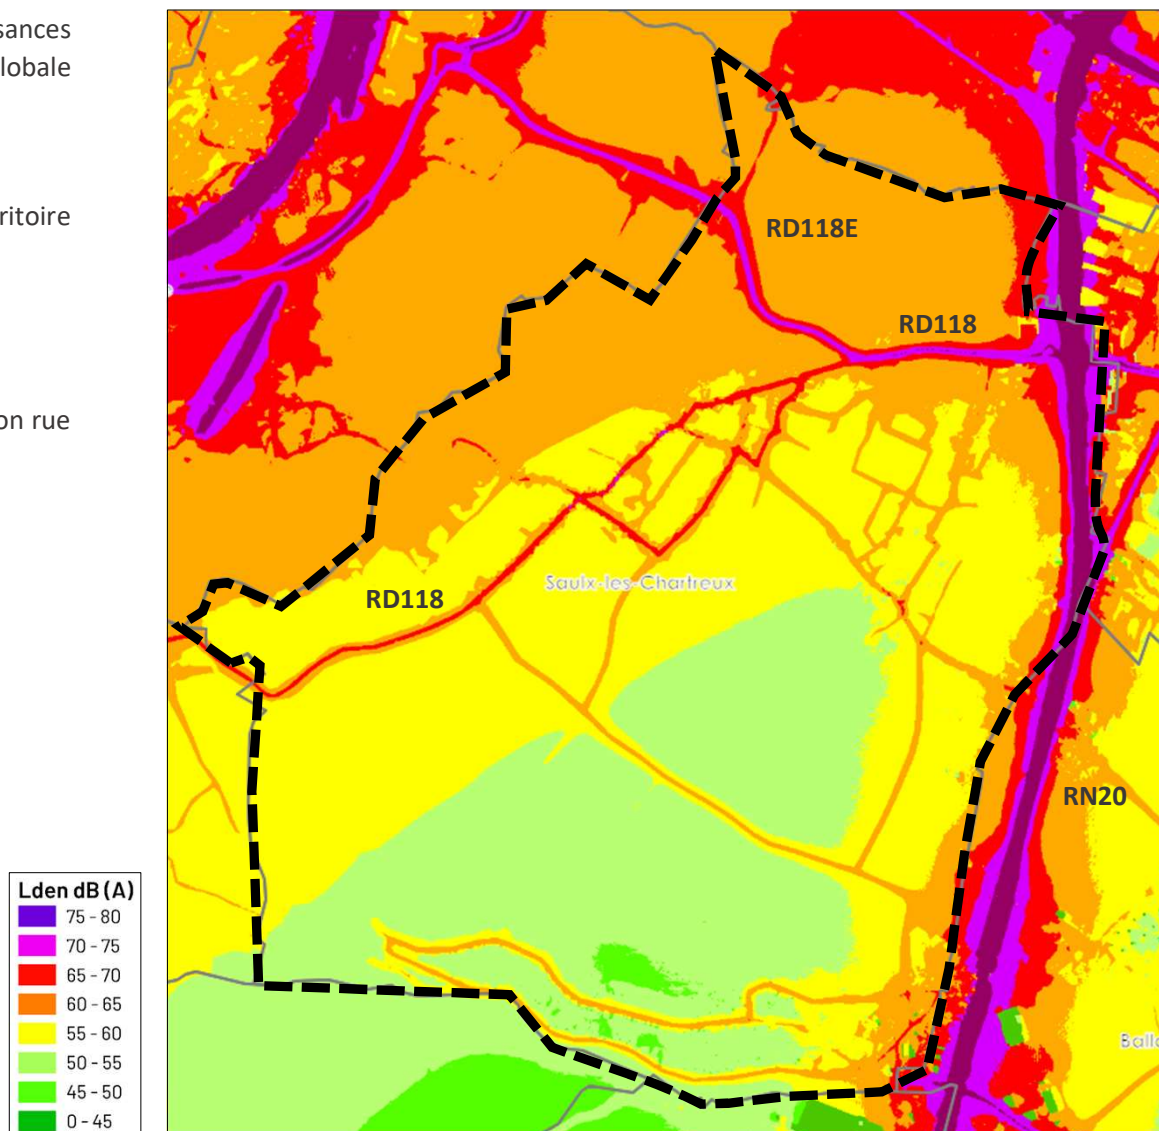 sances
lobale
ritoire
on rue
RD118E
RD118
Saulx-les-Chartreux
RD118
RN20
Balla
Lden dB (A)
75 - 80
70 - 75
65 - 70
60 - 65
55 - 60
50 - 55
45 - 50
0 - 45